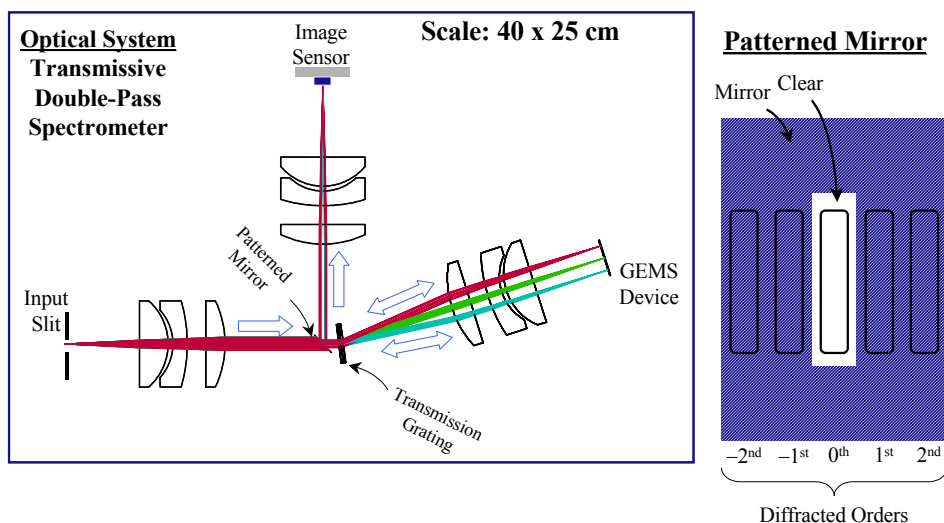 Optical System
Transmissive
Double-Pass
Spectrometer
Image
Sensor
Scale: 40 x 25 cm
Patterned
Mirror
Input
Slit
GEMS
Device
Transmission
Grating
Patterned Mirror
Mirror
Clear
–2nd –1st 0th 1st 2nd
Diffracted Orders